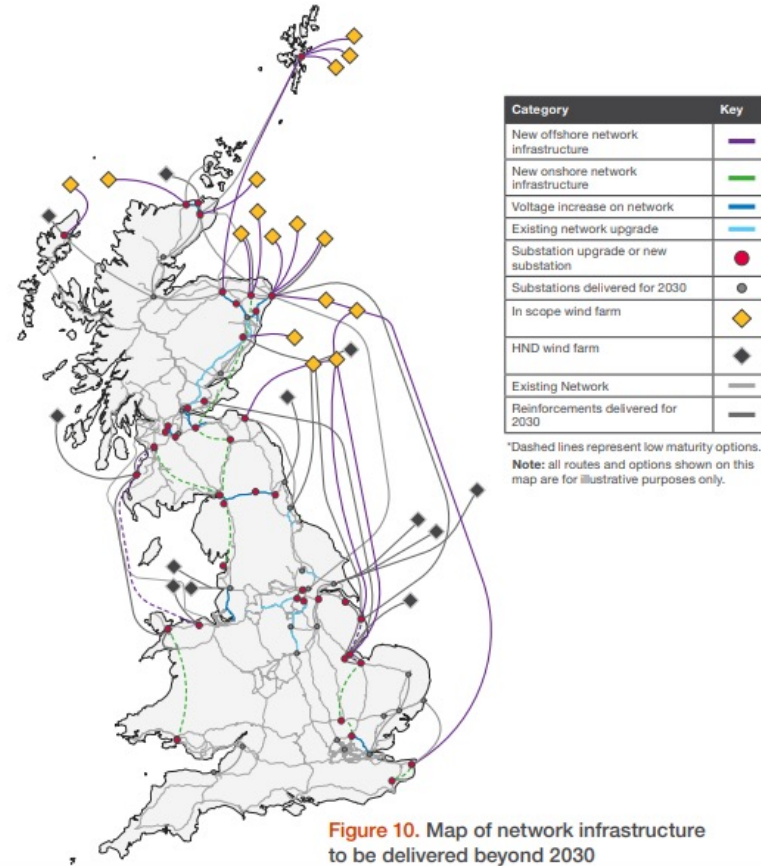 Category Key
New offshore network
infrastructure
New onshore network
infrastructure
Voltage increase on network
Existing network upgrade
Substation upgrade or new
substation
Substations delivered for 2030
In scope wind farm
HND wind farm
Existing Network
Reinforcements delivered for
2030
*Dashed lines represent low maturity options.
Note: all routes and options shown on this
map are for illustrative purposes only.
Figure 10. Map of network infrastructure
to be delivered beyond 2030